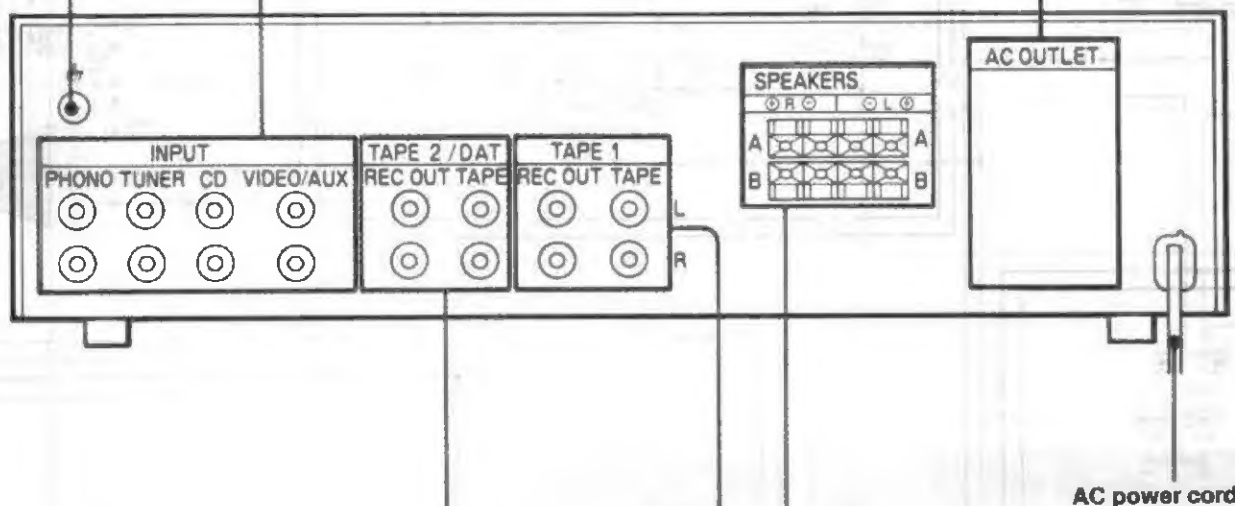 AC OUTLET
SPEAKERS
⊕ R ⊖ ⊖ L ⊕
A A
B B
INPUT
PHONO TUNER CD VIDEO/AUX
TAPE 2 / DAT
REC OUT TAPE
TAPE 1
REC OUT TAPE
L
R
AC power cord